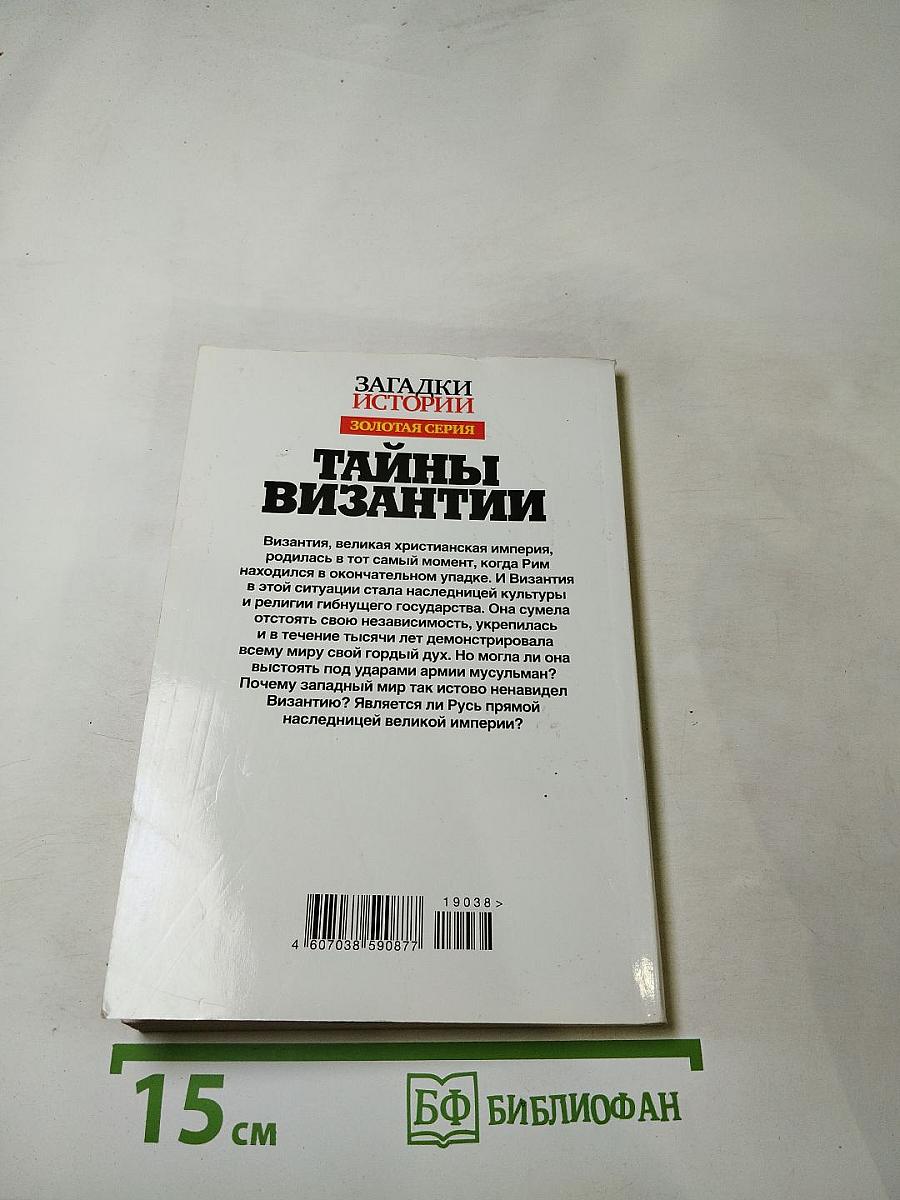 ЗАГАДКИ
ИСТОРИИ
ЗОЛОТАЯ СЕРИЯ
ТАЙНЫ
ВИЗАНТИИ
Византия, великая христианская империя,
родилась в тот самый момент, когда Рим
находился в окончательном упадке. И Византия
в этой ситуации стала наследницей культуры
и религии гибнущего государства. Она сумела
отстоять свою независимость, укрепилась
и в течение тысячи лет демонстрировала
всему миру свой гордый дух. Но могла ли она
выстоять под ударами армии мусульман?
Почему западный мир так истово ненавидел
Византию? Является ли Русь прямой
наследницей великой империи?
19038>
4 607038 590877
15 см
БФ БИБЛИОФАН